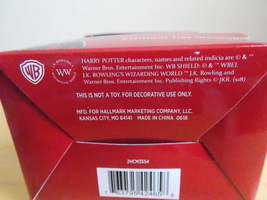 HARRY POTTER characters, names and related indicia are © & ™
Warner Bros. Entertainment Inc. WB SHIELD: © & ™ WBEI.
J.K. ROWLING'S WIZARDING WORLD ™ J.K. Rowling and
Warner Bros. Entertainment Inc. Publishing Rights © JKR. (s18)
WB
WW
THIS IS NOT A TOY. FOR DECORATIVE USE ONLY.
MFD. FOR HALLMARK MARKETING COMPANY, LLC.
KANSAS CITY, MO 64141 MADE IN CHINA 0618
2HCM3554